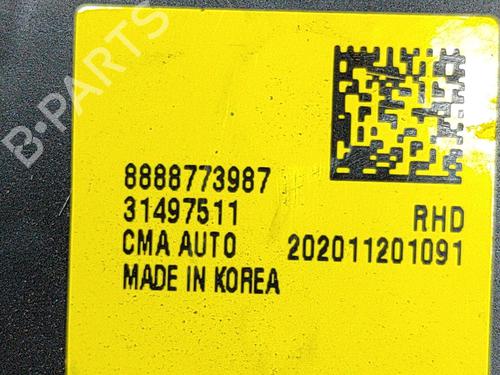 B-PARTS
8888773987
31497511 RHD
CMA AUTO 202011201091
MADE IN KOREA